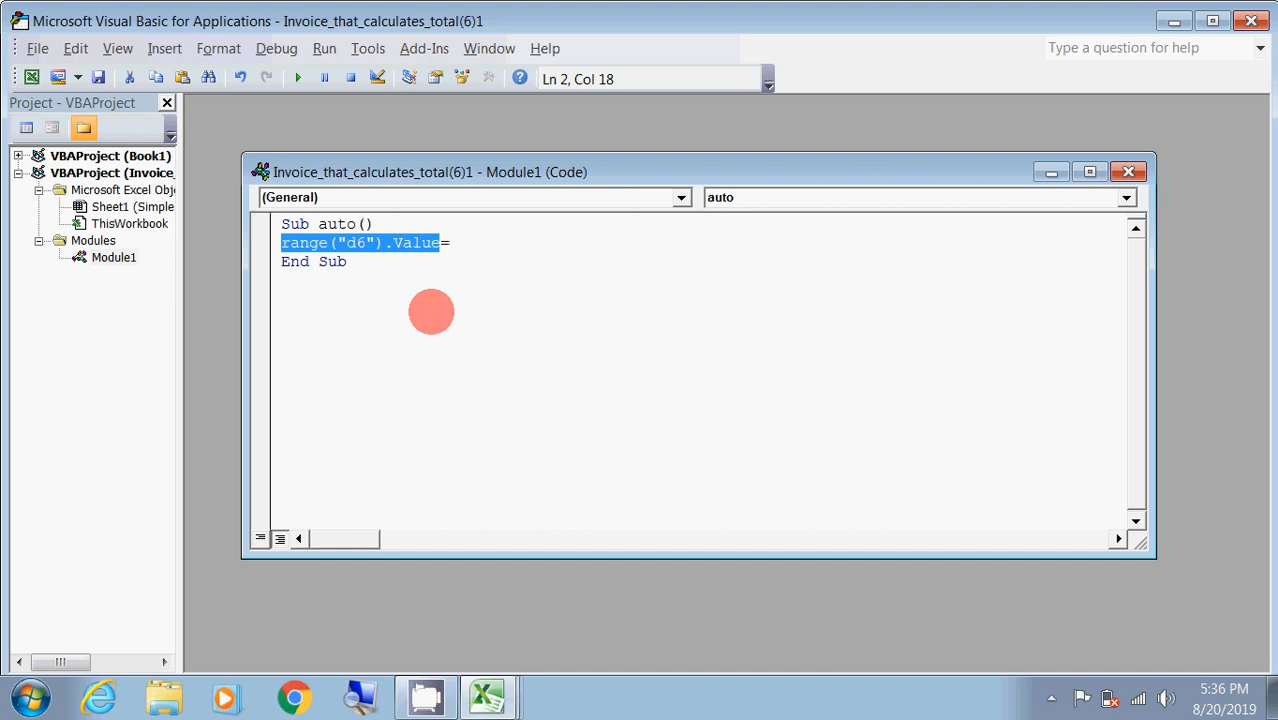 Microsoft Visual Basic for Applications - Invoice_that_calculates_total(6)1
File Edit View Insert Format Debug Run Tools Add-Ins Window Help
Type a question for help
Ln 2, Col 18
Project - VBAProject
VBAProject (Book1)
VBAProject (Invoice_
Microsoft Excel Obj
Sheet1 (Simple
ThisWorkbook
Modules
Module1
Invoice_that_calculates_total(6)1 - Module1 (Code)
(General)
auto
Sub auto()
range("d6").Value=
End Sub
5:36 PM
8/20/2019